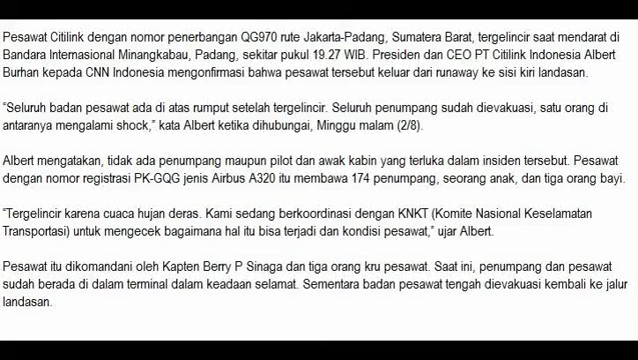 Pesawat Citilink dengan nomor penerbangan QG970 rute Jakarta-Padang, Sumatera Barat, tergelincir saat mendarat di
Bandara Internasional Minangkabau, Padang, sekitar pukul 19.27 WIB. Presiden dan CEO PT Citilink Indonesia Albert
Burhan kepada CNN Indonesia mengonfirmasi bahwa pesawat tersebut keluar dari runaway ke sisi kiri landasan.
“Seluruh badan pesawat ada di atas rumput setelah tergelincir. Seluruh penumpang sudah dievakuasi, satu orang di
antaranya mengalami shock,” kata Albert ketika dihubungai, Minggu malam (2/8).
Albert mengatakan, tidak ada penumpang maupun pilot dan awak kabin yang terluka dalam insiden tersebut. Pesawat
dengan nomor registrasi PK-GQG jenis Airbus A320 itu membawa 174 penumpang, seorang anak, dan tiga orang bayi.
“Tergelincir karena cuaca hujan deras. Kami sedang berkoordinasi dengan KNKT (Komite Nasional Keselamatan
Transportasi) untuk mengecek bagaimana hal itu bisa terjadi dan kondisi pesawat,” ujar Albert.
Pesawat itu dikomandani oleh Kapten Berry P Sinaga dan tiga orang kru pesawat. Saat ini, penumpang dan pesawat
sudah berada di dalam terminal dalam keadaan selamat. Sementara badan pesawat tengah dievakuasi kembali ke jalur
landasan.